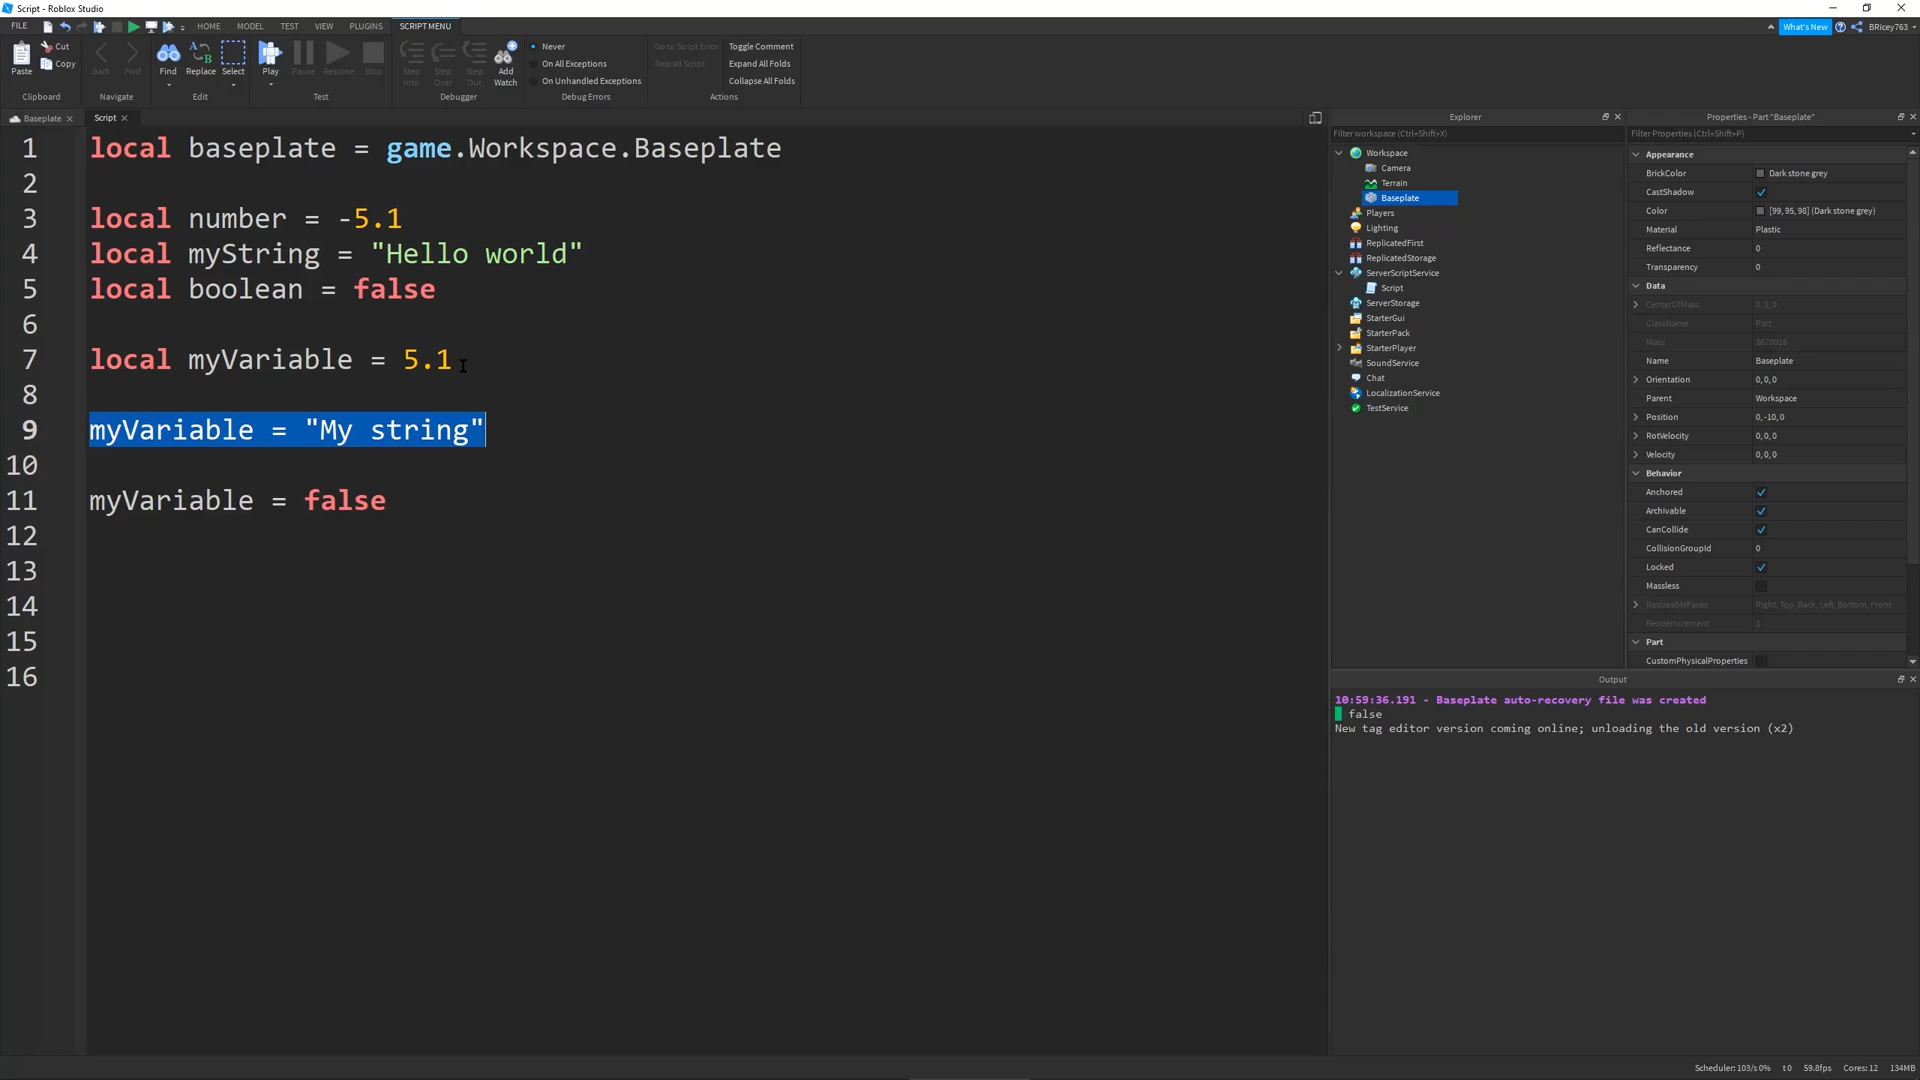 Script - Roblox Studio
FILE HOME MODEL TEST VIEW PLUGINS SCRIPT MENU What's New BRicey763
Paste Cut Copy Back Fwd Find Replace Select Play Pause Resume Stop Step Into Step Over Step Out Add Watch Never On All Exceptions On Unhandled Exceptions Go to Script Error Reload Script Toggle Comment Expand All Folds Collapse All Folds
Clipboard Navigate Edit Test Debugger Debug Errors Actions
Baseplate Script
1 local baseplate = game.Workspace.Baseplate
2
3 local number = -5.1
4 local myString = "Hello world"
5 local boolean = false
6
7 local myVariable = 5.1
8
9 myVariable = "My string"
10
11 myVariable = false
12
13
14
15
16
Explorer
Filter workspace (Ctrl+Shift+X)
Workspace
Camera
Terrain
Baseplate
Players
Lighting
ReplicatedFirst
ReplicatedStorage
ServerScriptService
Script
ServerStorage
StarterGui
StarterPack
StarterPlayer
SoundService
Chat
LocalizationService
TestService
Properties - Part "Baseplate"
Filter Properties (Ctrl+Shift+P)
Appearance
BrickColor Dark stone grey
CastShadow
Color [99, 95, 98] (Dark stone grey)
Material Plastic
Reflectance 0
Transparency 0
Data
CenterOfMass 0, 0, 0
ClassName Part
Mass 3670016
Name Baseplate
Orientation 0, 0, 0
Parent Workspace
Position 0, -10, 0
RotVelocity 0, 0, 0
Velocity 0, 0, 0
Behavior
Anchored
Archivable
CanCollide
CollisionGroupId 0
Locked
Massless
ResizeableFaces Right, Top, Back, Left, Bottom, Front
ResizeIncrement 1
Part
CustomPhysicalProperties
Output
10:59:36.191 - Baseplate auto-recovery file was created
false
New tag editor version coming online; unloading the old version (x2)
Scheduler: 103/s 0% t 0 59.8fps Cores: 12 134MB